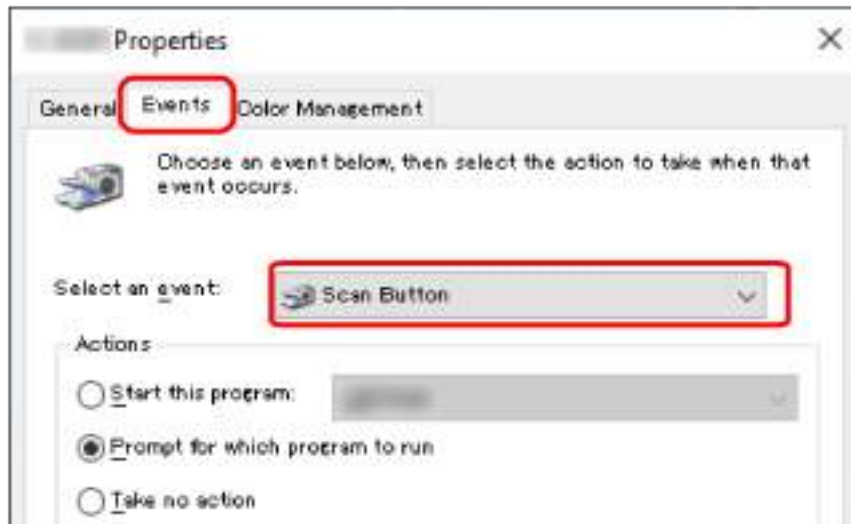 Properties
General Events Color Management
Choose an event below, then select the action to take when that
event occurs.
Select an event:
Scan Button
Actions
Start this program:
Prompt for which program to run
Take no action